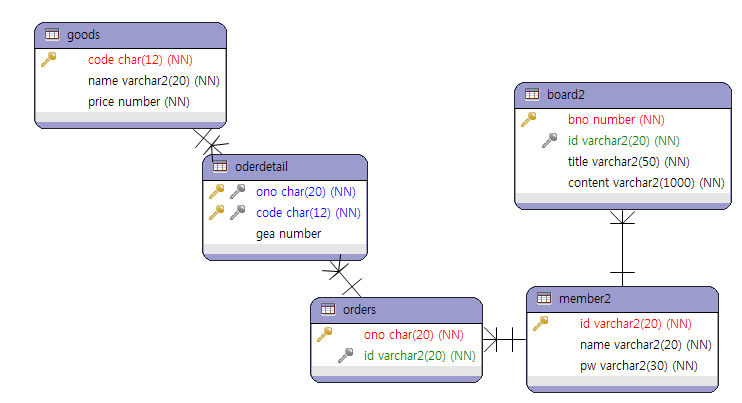 goods
code char(12) (NN)
name varchar2(20) (NN)
price number (NN)
oderdetail
ono char(20) (NN)
code char(12) (NN)
gea number
orders
ono char(20) (NN)
id varchar2(20) (NN)
board2
bno number (NN)
id varchar2(20) (NN)
title varchar2(50) (NN)
content varchar2(1000) (NN)
member2
id varchar2(20) (NN)
name varchar2(20) (NN)
pw varchar2(30) (NN)